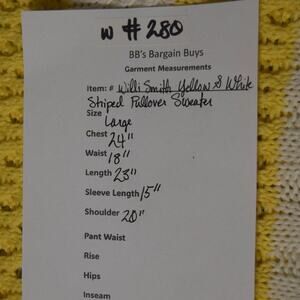 W # 280
BB's Bargain Buys
Garment Measurements
Item: # Willi Smith Yellow & White
Striped Pullover Sweater
Size Large
Chest 24"
Waist 18"
Length 23"
Sleeve Length 15"
Shoulder 20"
Pant Waist
Rise
Hips
Inseam